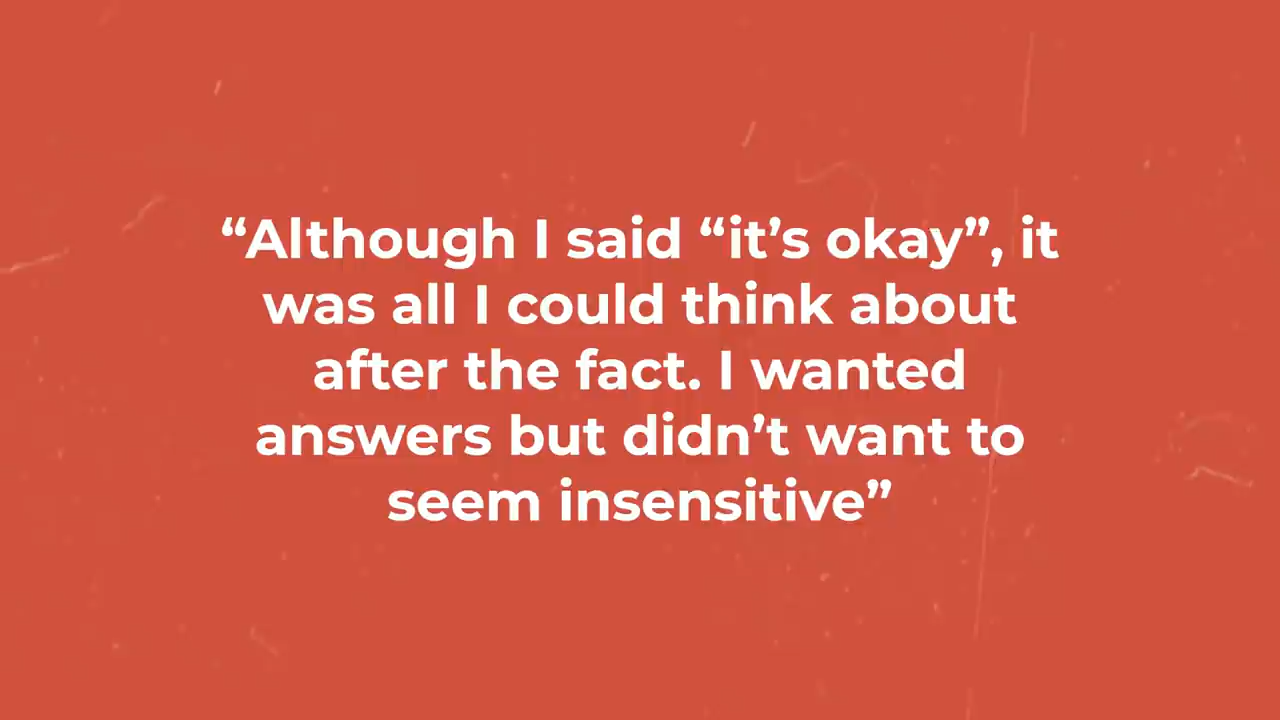 “Although I said “it’s okay”, it
was all I could think about
after the fact. I wanted
answers but didn’t want to
seem insensitive”